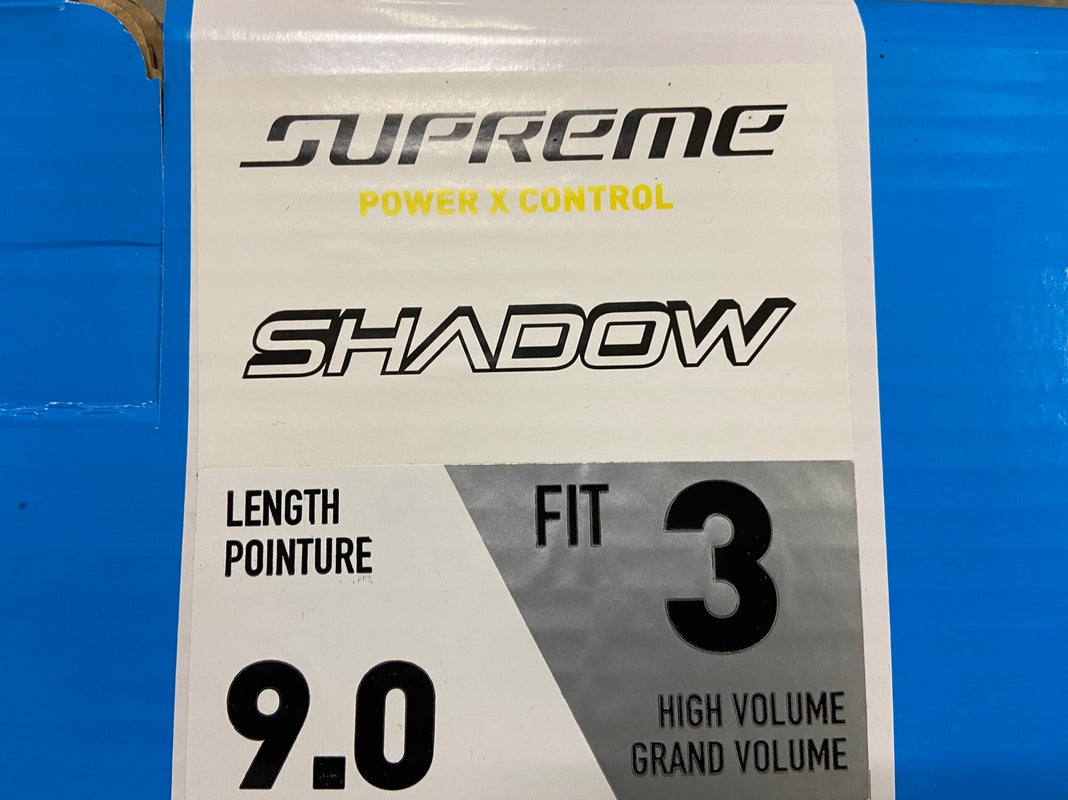 SUPREME
POWER X CONTROL
SHADOW
LENGTH
POINTURE
9.0
FIT 3
HIGH VOLUME
GRAND VOLUME